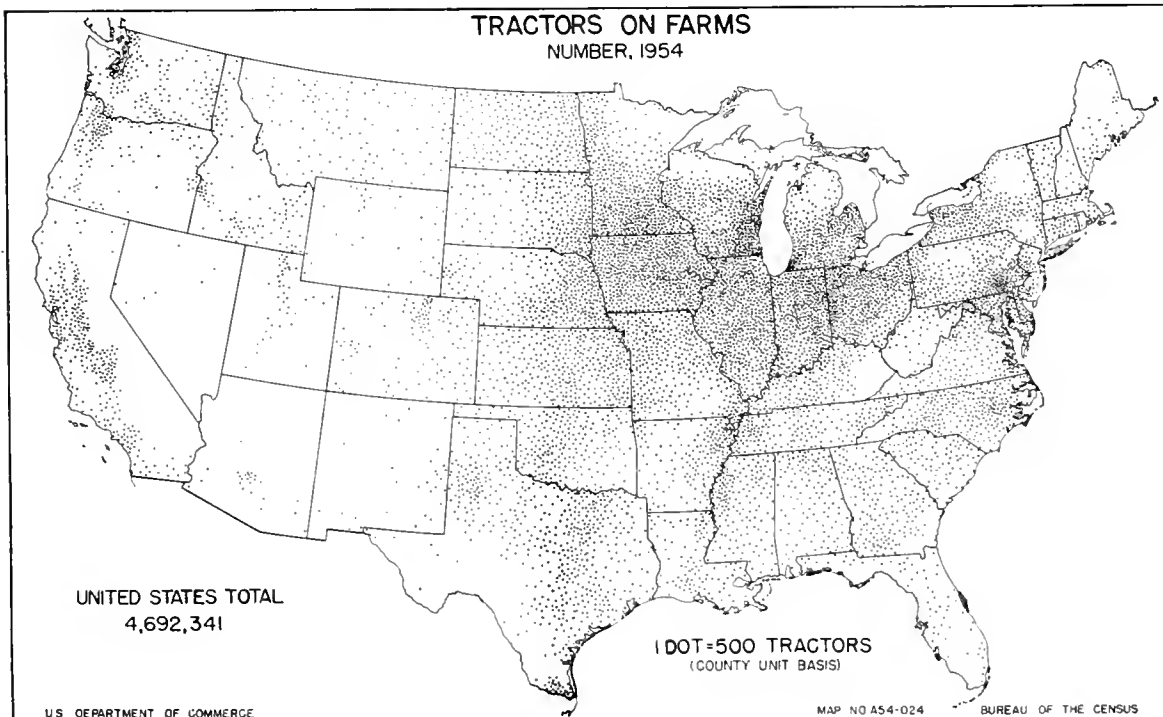 TRACTORS ON FARMS
NUMBER, 1954
UNITED STATES TOTAL
4,692,341
1 DOT=500 TRACTORS
(COUNTY UNIT BASIS)
U.S. DEPARTMENT OF COMMERCE
MAP NO A54-024
BUREAU OF THE CENSUS